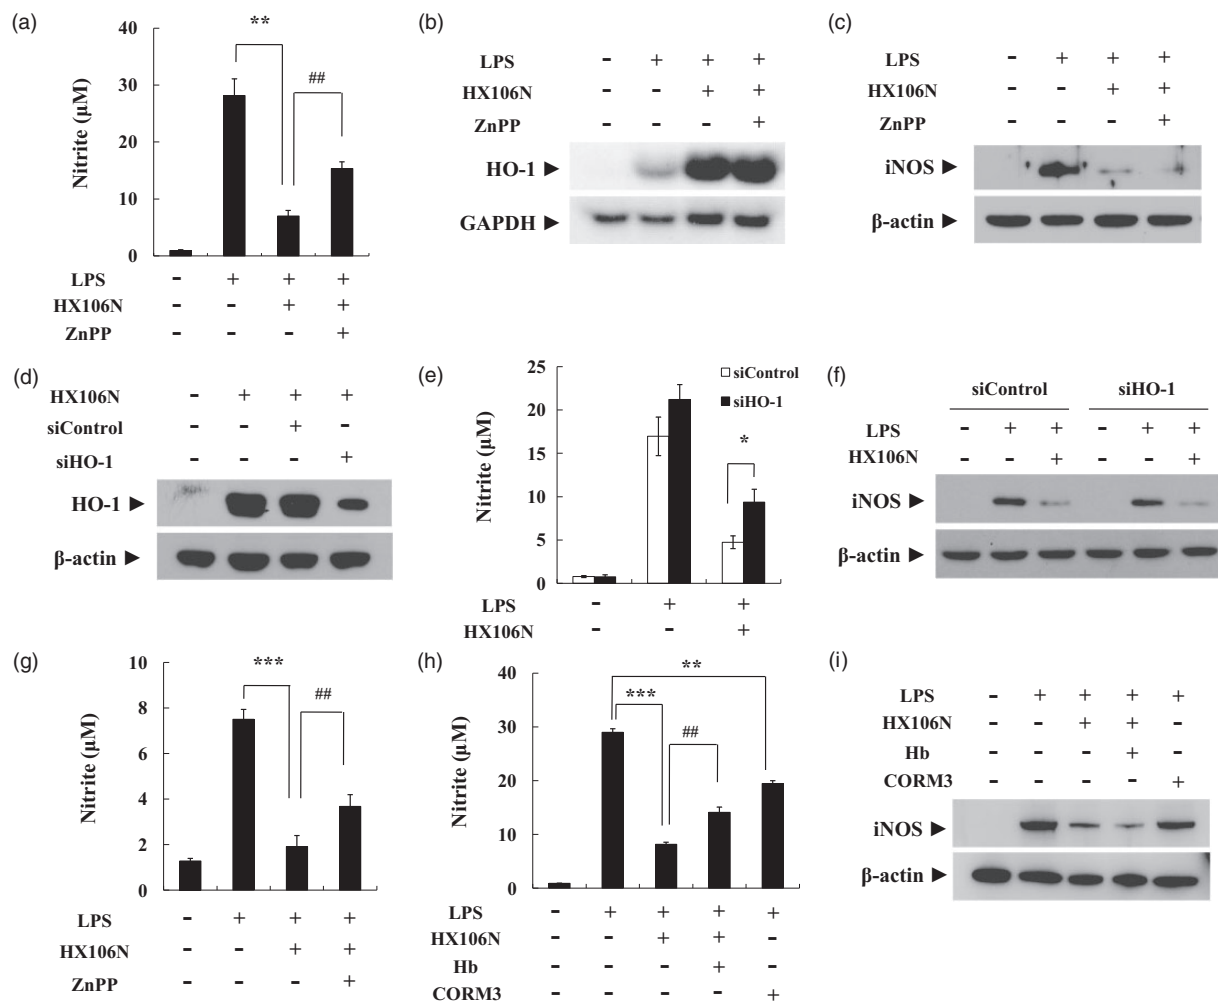 (a)
40
30
20
10
0
Nitrite (μM)
**
##
LPS - + + +
HX106N - - + +
ZnPP - - - +
(b)
LPS - + + +
HX106N - - + +
ZnPP - - - +
HO-1 ►
GAPDH ►
(c)
LPS - + + +
HX106N - - + +
ZnPP - - - +
iNOS ►
β-actin ►
(d)
HX106N - + + +
siControl - - + -
siHO-1 - - - +
HO-1 ►
β-actin ►
(e)
25
20
15
10
5
0
Nitrite (μM)
siControl
siHO-1
*
LPS - + +
HX106N - - +
(f)
siControl siHO-1
LPS - + + - + +
HX106N - - + - - +
iNOS ►
β-actin ►
(g)
10
8
6
4
2
0
Nitrite (μM)
***
##
LPS - + + +
HX106N - - + +
ZnPP - - - +
(h)
40
30
20
10
0
Nitrite (μM)
**
***
##
LPS - + + + +
HX106N - - + + -
Hb - - - + -
CORM3 - - - - +
(i)
LPS - + + + +
HX106N - - + + -
Hb - - - + -
CORM3 - - - - +
iNOS ►
β-actin ►